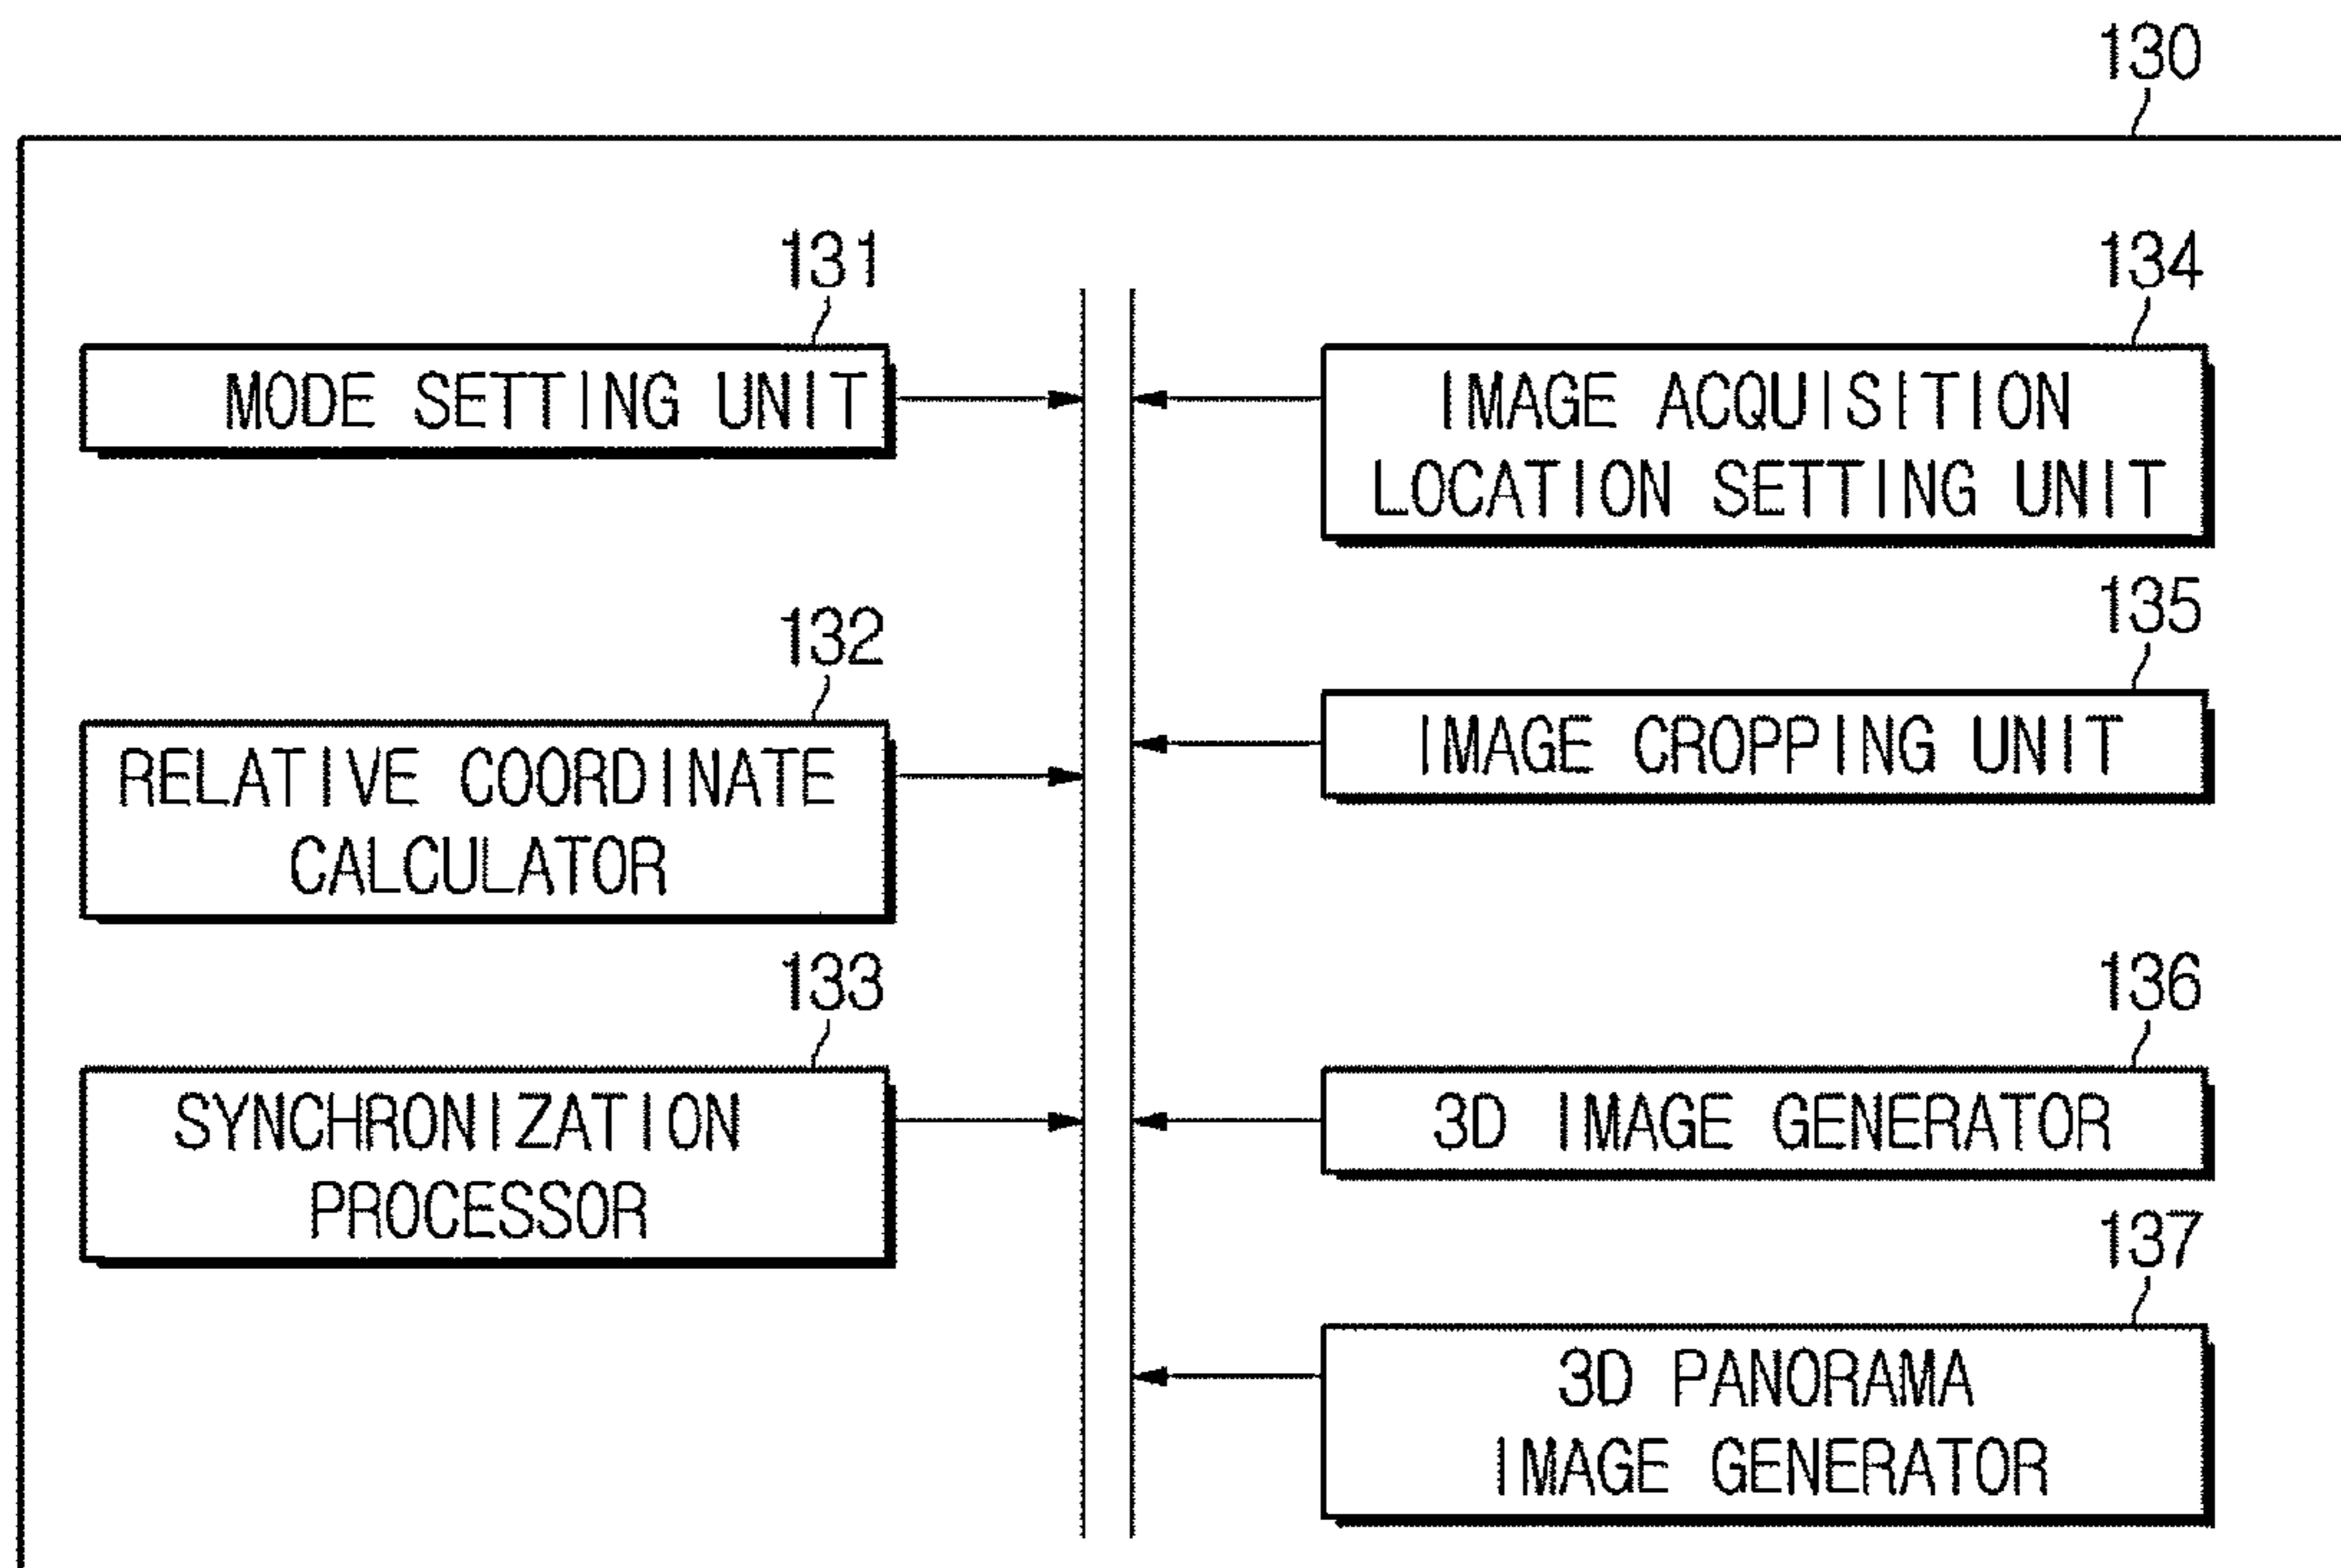 130
131
MODE SETTING UNIT
132
RELATIVE COORDINATE
CALCULATOR
133
SYNCHRONIZATION
PROCESSOR
134
IMAGE ACQUISITION
LOCATION SETTING UNIT
135
IMAGE CROPPING UNIT
136
3D IMAGE GENERATOR
137
3D PANORAMA
IMAGE GENERATOR